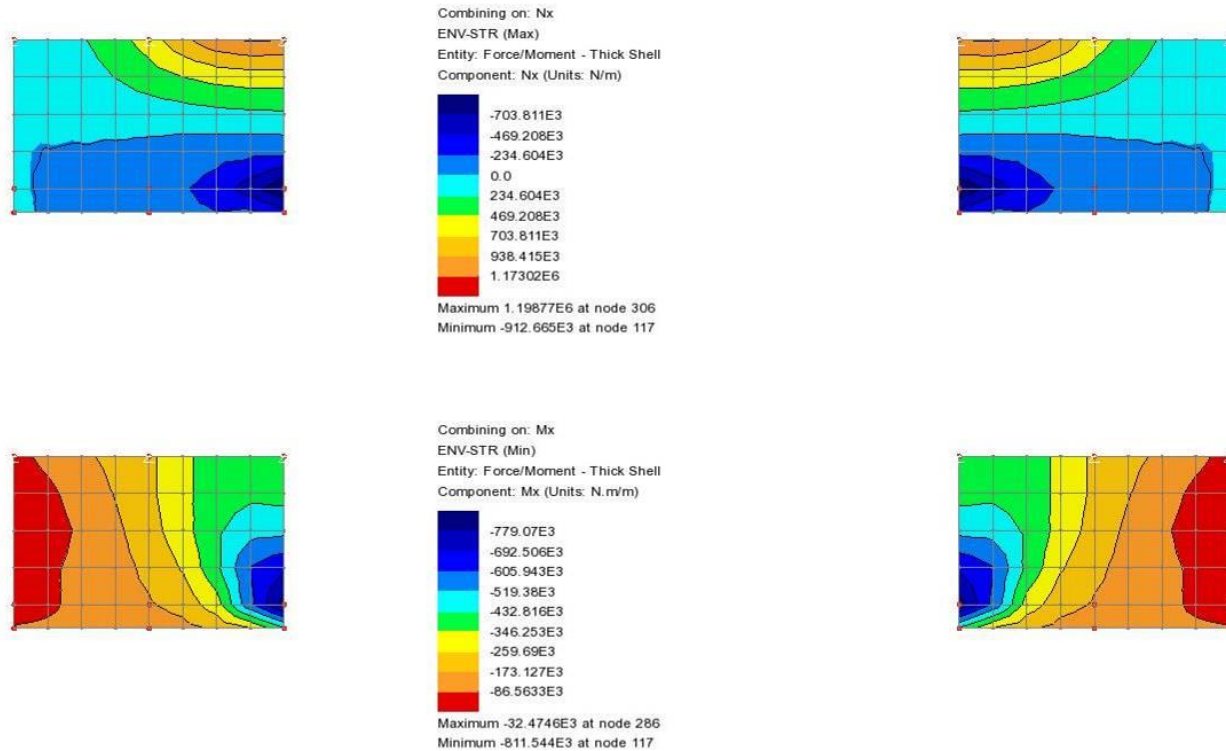 Combining on: Nx
ENV-STR (Max)
Entity: Force/Moment - Thick Shell
Component: Nx (Units: N/m)
-703.811E3
-469.208E3
-234.604E3
0.0
234.604E3
469.208E3
703.811E3
938.415E3
1.17302E6
Maximum 1.19877E6 at node 306
Minimum -912.665E3 at node 117
Combining on: Mx
ENV-STR (Min)
Entity: Force/Moment - Thick Shell
Component: Mx (Units: N.m/m)
-779.07E3
-692.506E3
-605.943E3
-519.38E3
-432.816E3
-346.253E3
-259.69E3
-173.127E3
-86.5633E3
Maximum -32.4746E3 at node 286
Minimum -811.544E3 at node 117